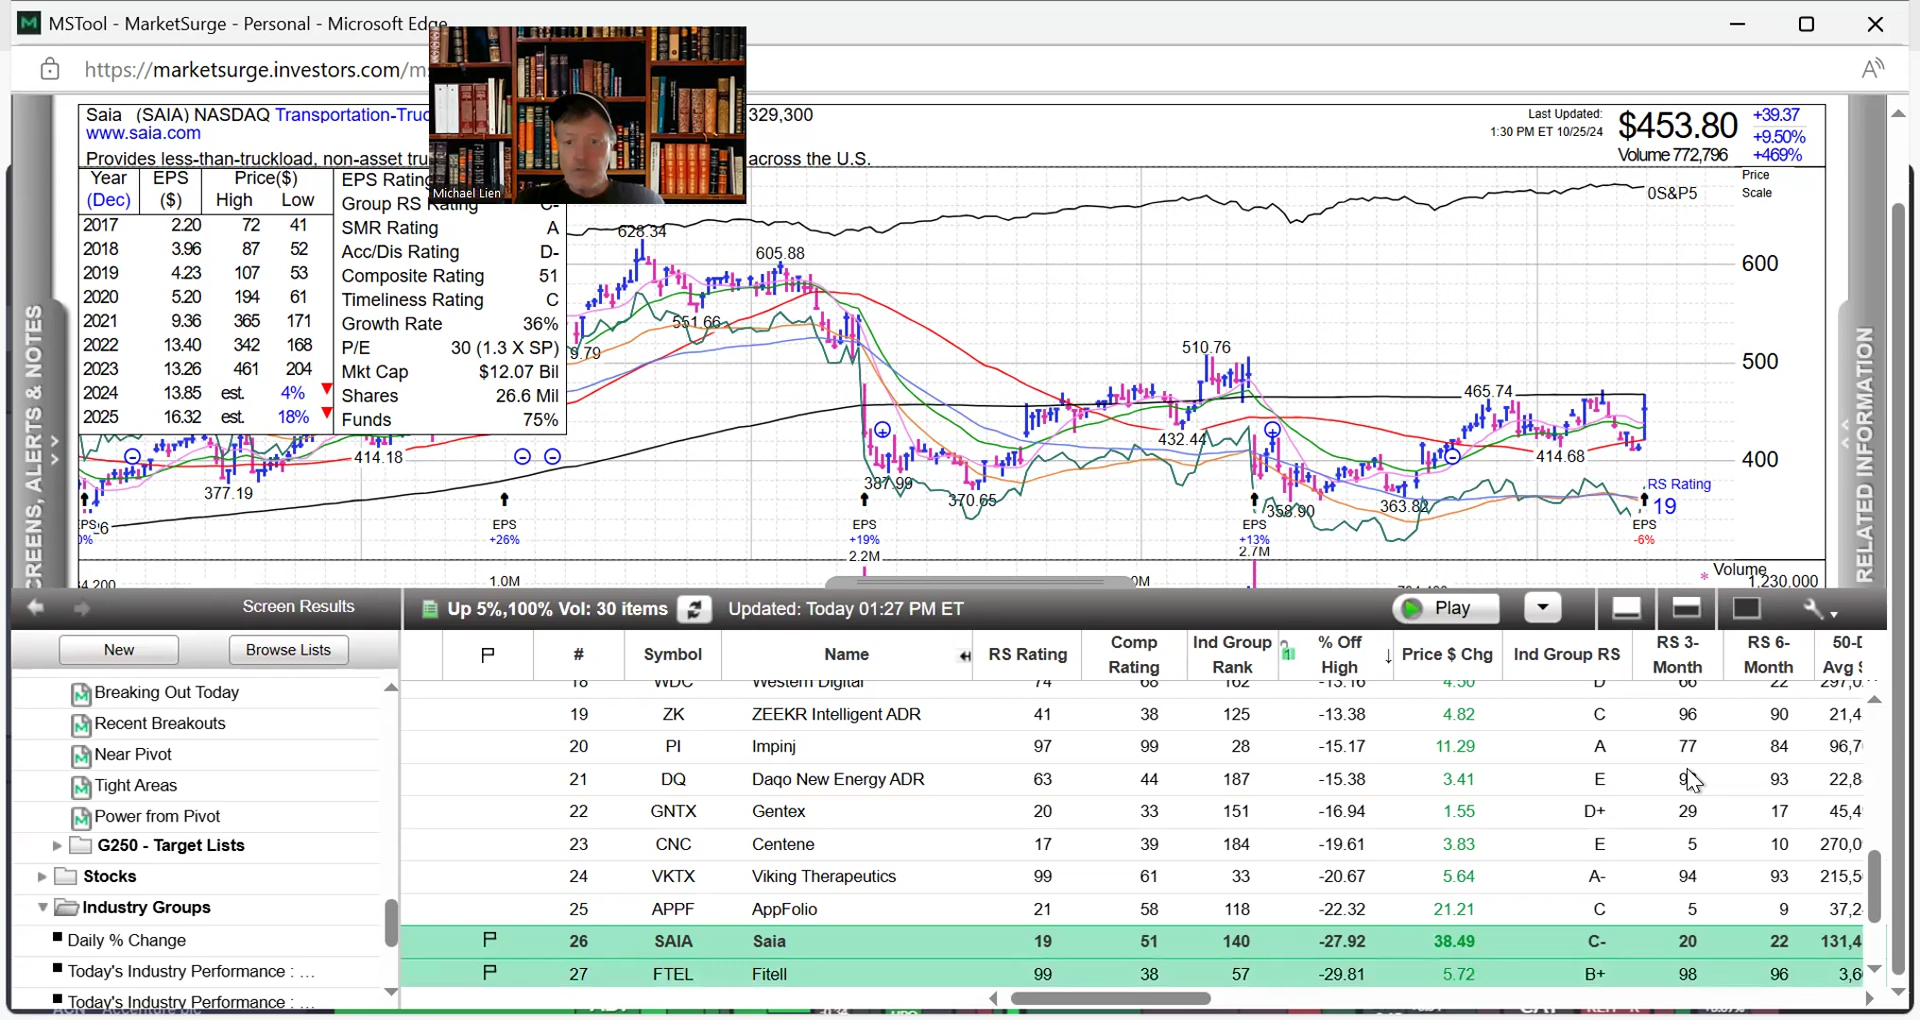 MSTool - MarketSurge - Personal - Microsoft Edge
https://marketsurge.investors.com/ms
Saia (SAIA) NASDAQ Transportation-Truc 329,300
www.saia.com
Provides less-than-truckload, non-asset tru across the U.S.
Michael Lien
Last Updated:
1:30 PM ET 10/25/24
$453.80
Volume 772,796
+39.37
+9.50%
+469%
Year EPS Price($)
(Dec) ($) High Low
2017 2.20 72 41
2018 3.96 87 52
2019 4.23 107 53
2020 5.20 194 61
2021 9.36 365 171
2022 13.40 342 168
2023 13.26 461 204
2024 13.85 est. 4%
2025 16.32 est. 18%
EPS Rating
Group RS Rating C-
SMR Rating A
Acc/Dis Rating D-
Composite Rating 51
Timeliness Rating C
Growth Rate 36%
P/E 30 (1.3 X SP)
Mkt Cap $12.07 Bil
Shares 26.6 Mil
Funds 75%
Price
Scale
0S&P5
600
500
400
628.34
605.88
551.66
9.79
510.76
465.74
432.44
414.68
414.18
377.19
387.99
370.65
358.90
363.82
RS Rating
19
EPS
+26%
EPS
+19%
2.2M
EPS
+13%
2.7M
EPS
-6%
1.0M
Volume
1,230,000
SCREENS, ALERTS & NOTES
RELATED INFORMATION
Screen Results
Up 5%,100% Vol: 30 items
Updated: Today 01:27 PM ET
Play
New
Browse Lists
Breaking Out Today
Recent Breakouts
Near Pivot
Tight Areas
Power from Pivot
G250 - Target Lists
Stocks
Industry Groups
Daily % Change
Today's Industry Performance : ...
Today's Industry Performance : ...
# Symbol Name RS Rating Comp Rating Ind Group Rank 1 % Off High Price $ Chg Ind Group RS RS 3-Month RS 6-Month 50-D Avg $
18 WDC Western Digital 74 68 162 -13.16 4.50 D 66 22 297,0
19 ZK ZEEKR Intelligent ADR 41 38 125 -13.38 4.82 C 96 90 21,4
20 PI Impinj 97 99 28 -15.17 11.29 A 77 84 96,7
21 DQ Daqo New Energy ADR 63 44 187 -15.38 3.41 E 93 22,8
22 GNTX Gentex 20 33 151 -16.94 1.55 D+ 29 17 45,4
23 CNC Centene 17 39 184 -19.61 3.83 E 5 10 270,0
24 VKTX Viking Therapeutics 99 61 33 -20.67 5.64 A- 94 93 215,5
25 APPF AppFolio 21 58 118 -22.32 21.21 C 5 9 37,2
26 SAIA Saia 19 51 140 -27.92 38.49 C- 20 22 131,4
27 FTEL Fitell 99 38 57 -29.81 5.72 B+ 98 96 3,6